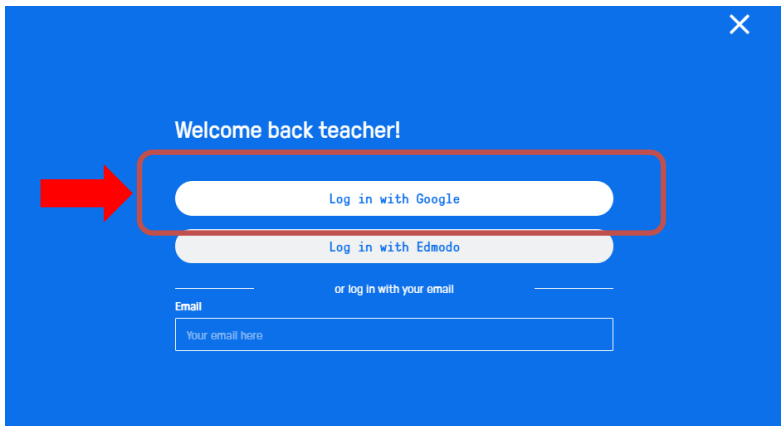 Welcome back teacher!
Log in with Google
Log in with Edmodo
or log in with your email
Email
Your email here